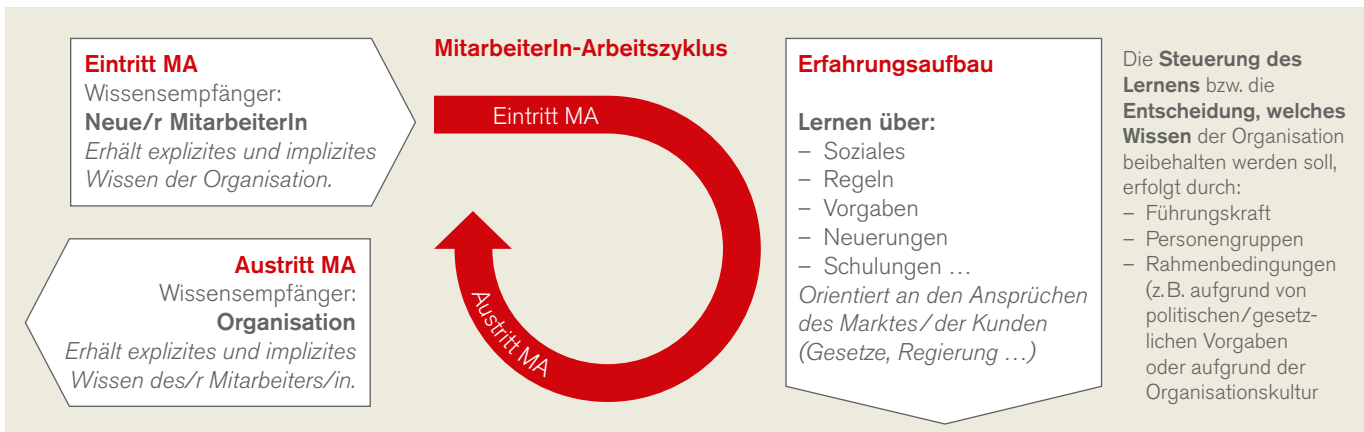 Eintritt MA
Wissensempfänger:
Neue/r MitarbeiterIn
Erhält explizites und implizites
Wissen der Organisation.
Austritt MA
Wissensempfänger:
Organisation
Erhält explizites und implizites
Wissen des/r Mitarbeiters/in.
MitarbeiterIn-Arbeitszyklus
Eintritt MA
Austritt MA
Erfahrungsaufbau
Lernen über:
– Soziales
– Regeln
– Vorgaben
– Neuerungen
– Schulungen …
Orientiert an den Ansprüchen
des Marktes/der Kunden
(Gesetze, Regierung …)
Die Steuerung des
Lernens bzw. die
Entscheidung, welches
Wissen der Organisation
beibehalten werden soll,
erfolgt durch:
– Führungskraft
– Personengruppen
– Rahmenbedingungen
(z.B. aufgrund von
politischen/gesetz-
lichen Vorgaben
oder aufgrund der
Organisationskultur